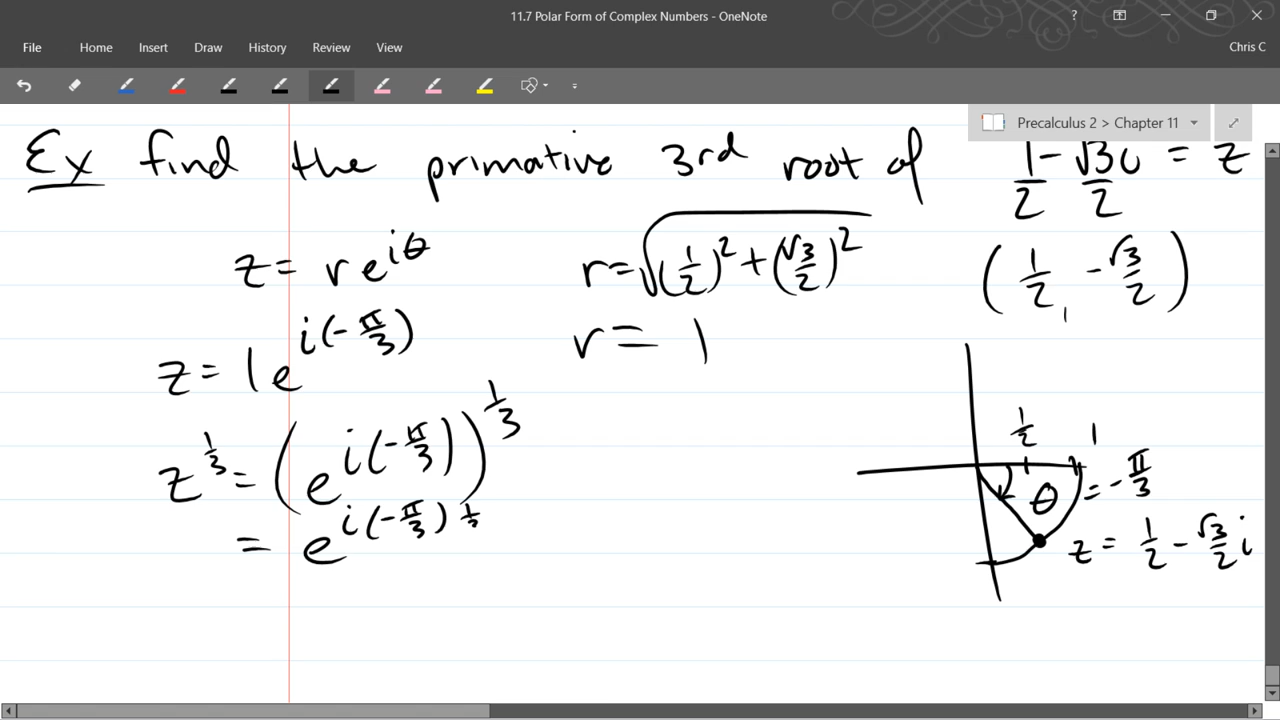 11.7 Polar Form of Complex Numbers - OneNote
File Home Insert Draw History Review View Chris C
Precalculus 2 > Chapter 11
Ex find the primative 3rd root of 1/2 - √3i/2 = z
z = re^(iθ) r = √((1/2)² + (√3/2)²) (1/2, -√3/2)
z = 1e^(i(-π/3)) r = 1
z^(1/3) = (e^(i(-π/3)))^(1/3)
= e^(i(-π/3)1/3)
1/2 1
θ = -π/3
z = 1/2 - √3/2 i